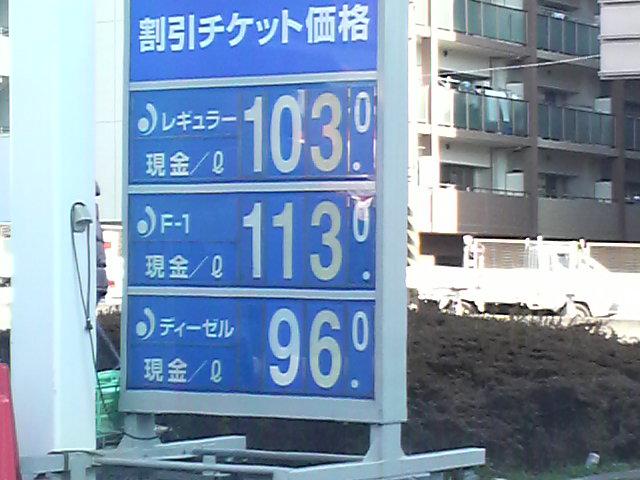 割引チケット価格
レギュラー
現金/ℓ
103.0
F-1
現金/ℓ
113.0
ディーゼル
現金/ℓ
96.0